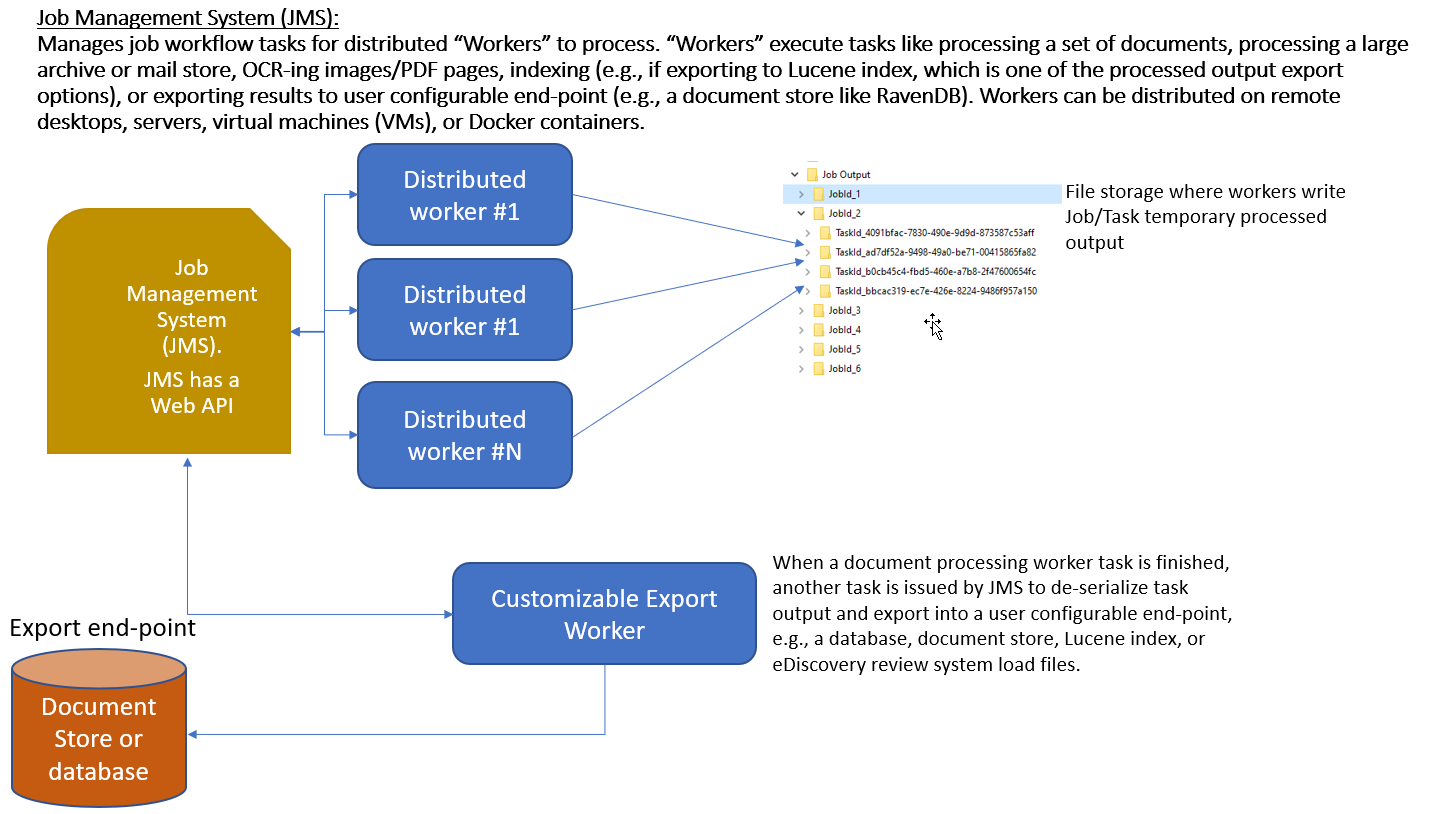 Job Management System (JMS):
Manages job workflow tasks for distributed “Workers” to process. “Workers” execute tasks like processing a set of documents, processing a large
archive or mail store, OCR-ing images/PDF pages, indexing (e.g., if exporting to Lucene index, which is one of the processed output export
options), or exporting results to user configurable end-point (e.g., a document store like RavenDB). Workers can be distributed on remote
desktops, servers, virtual machines (VMs), or Docker containers.
Job
Management
System
(JMS).
JMS has a
Web API
Distributed
worker #1
Distributed
worker #1
Distributed
worker #N
Job Output
JobId_1
JobId_2
TaskId_4091bfac-7830-490e-9d9d-873587c53aff
TaskId_ad7df52a-9498-49a0-be71-00415865fa82
TaskId_b0cb45c4-fbd5-460e-a7b8-2f47600654fc
TaskId_bbcac319-ec7e-426e-8224-9486f957a150
JobId_3
JobId_4
JobId_5
JobId_6
File storage where workers write
Job/Task temporary processed
output
Customizable Export
Worker
When a document processing worker task is finished,
another task is issued by JMS to de-serialize task
output and export into a user configurable end-point,
e.g., a database, document store, Lucene index, or
eDiscovery review system load files.
Export end-point
Document
Store or
database